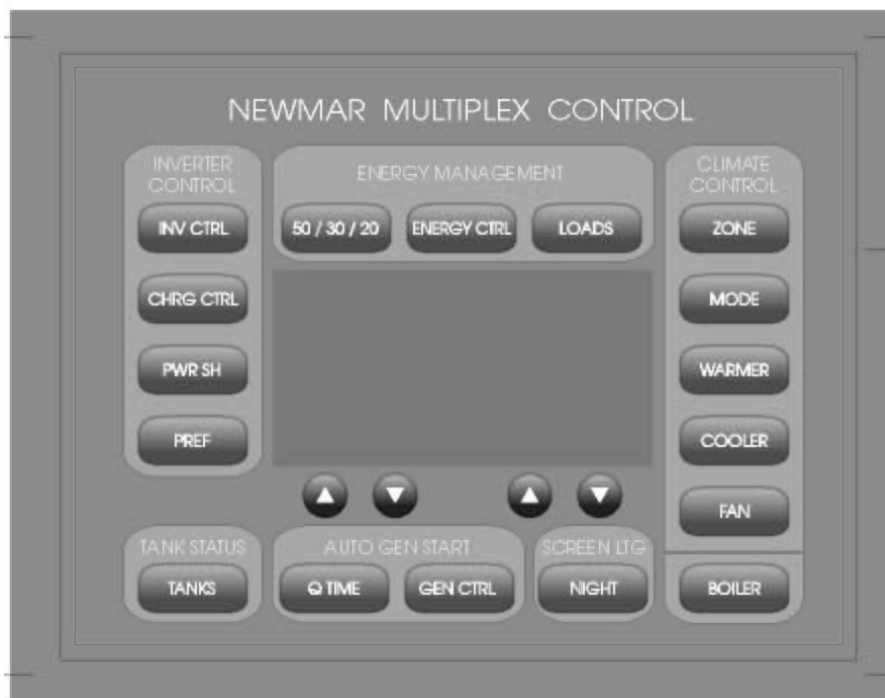 NEWMAR MULTIPLEX CONTROL
INVERTER
CONTROL
INV CTRL
CHRG CTRL
PWR SH
PREF
ENERGY MANAGEMENT
50 / 30 / 20
ENERGY CTRL
LOADS
CLIMATE
CONTROL
ZONE
MODE
WARMER
COOLER
FAN
BOILER
TANK STATUS
TANKS
AUTO GEN START
Q TIME
GEN CTRL
SCREEN LTG
NIGHT